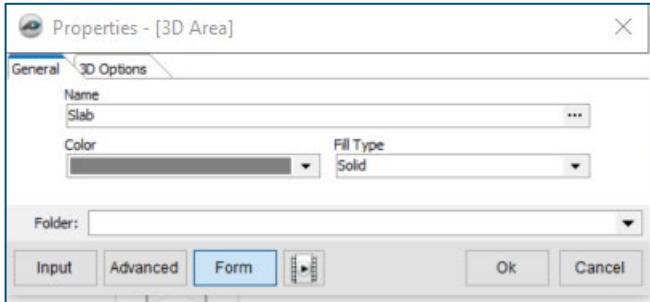 Properties - [3D Area]
General 3D Options
Name
Slab ...
Color Fill Type
Solid
Folder:
Input Advanced Form Ok Cancel